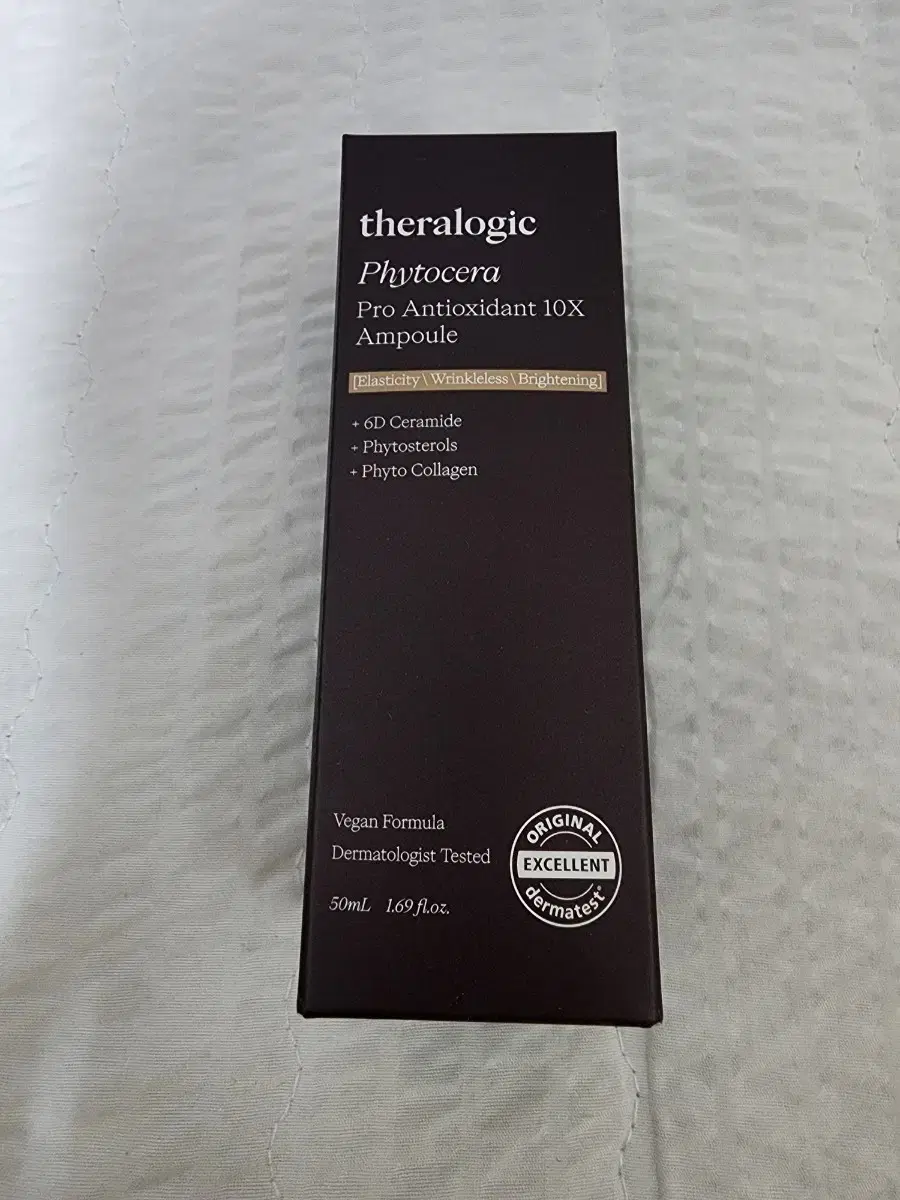 theralogic
Phytocera
Pro Antioxidant 10X
Ampoule
[Elasticity \ Wrinkleless \ Brightening]
+ 6D Ceramide
+ Phytosterols
+ Phyto Collagen
Vegan Formula
Dermatologist Tested
50mL 1.69 fl.oz.
ORIGINAL
EXCELLENT
dermatest®